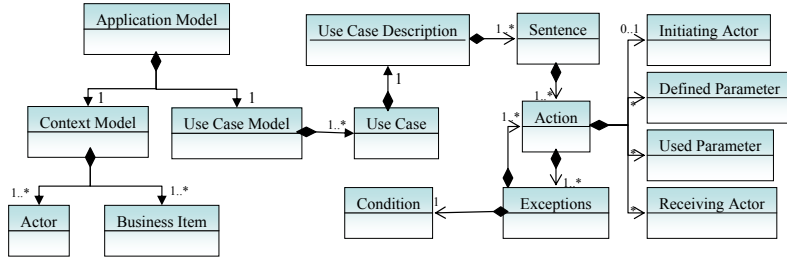 Application Model
Use Case Description
1..*
Sentence
0..1
Initiating Actor
1
1
1
1..*
*
Defined Parameter
Context Model
Use Case Model
1..*
Use Case
1..*
Action
*
Used Parameter
1..*
1..*
1..*
Actor
Business Item
Condition
1
Exceptions
*
Receiving Actor